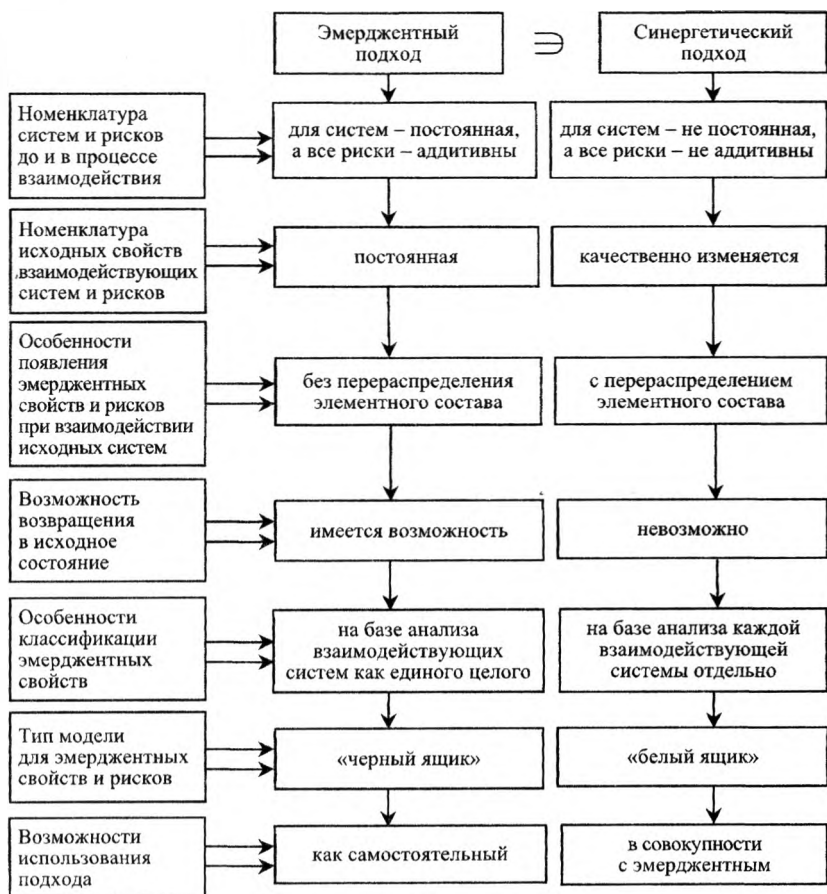 Эмерджентный
подход
∋
Синергетический
подход
Номенклатура
систем и рисков
до и в процессе
взаимодействия
для систем – постоянная,
а все риски – аддитивны
для систем – не постоянная,
а все риски – не аддитивны
Номенклатура
исходных свойств
взаимодействующих
систем и рисков
постоянная
качественно изменяется
Особенности
появления
эмерджентных
свойств и рисков
при взаимодействии
исходных систем
без перераспределения
элементного состава
с перераспределением
элементного состава
Возможность
возвращения
в исходное
состояние
имеется возможность
невозможно
Особенности
классификации
эмерджентных
свойств
на базе анализа
взаимодействующих
систем как единого целого
на базе анализа каждой
взаимодействующей
системы отдельно
Тип модели
для эмерджентных
свойств и рисков
«черный ящик»
«белый ящик»
Возможности
использования
подхода
как самостоятельный
в совокупности
с эмерджентным